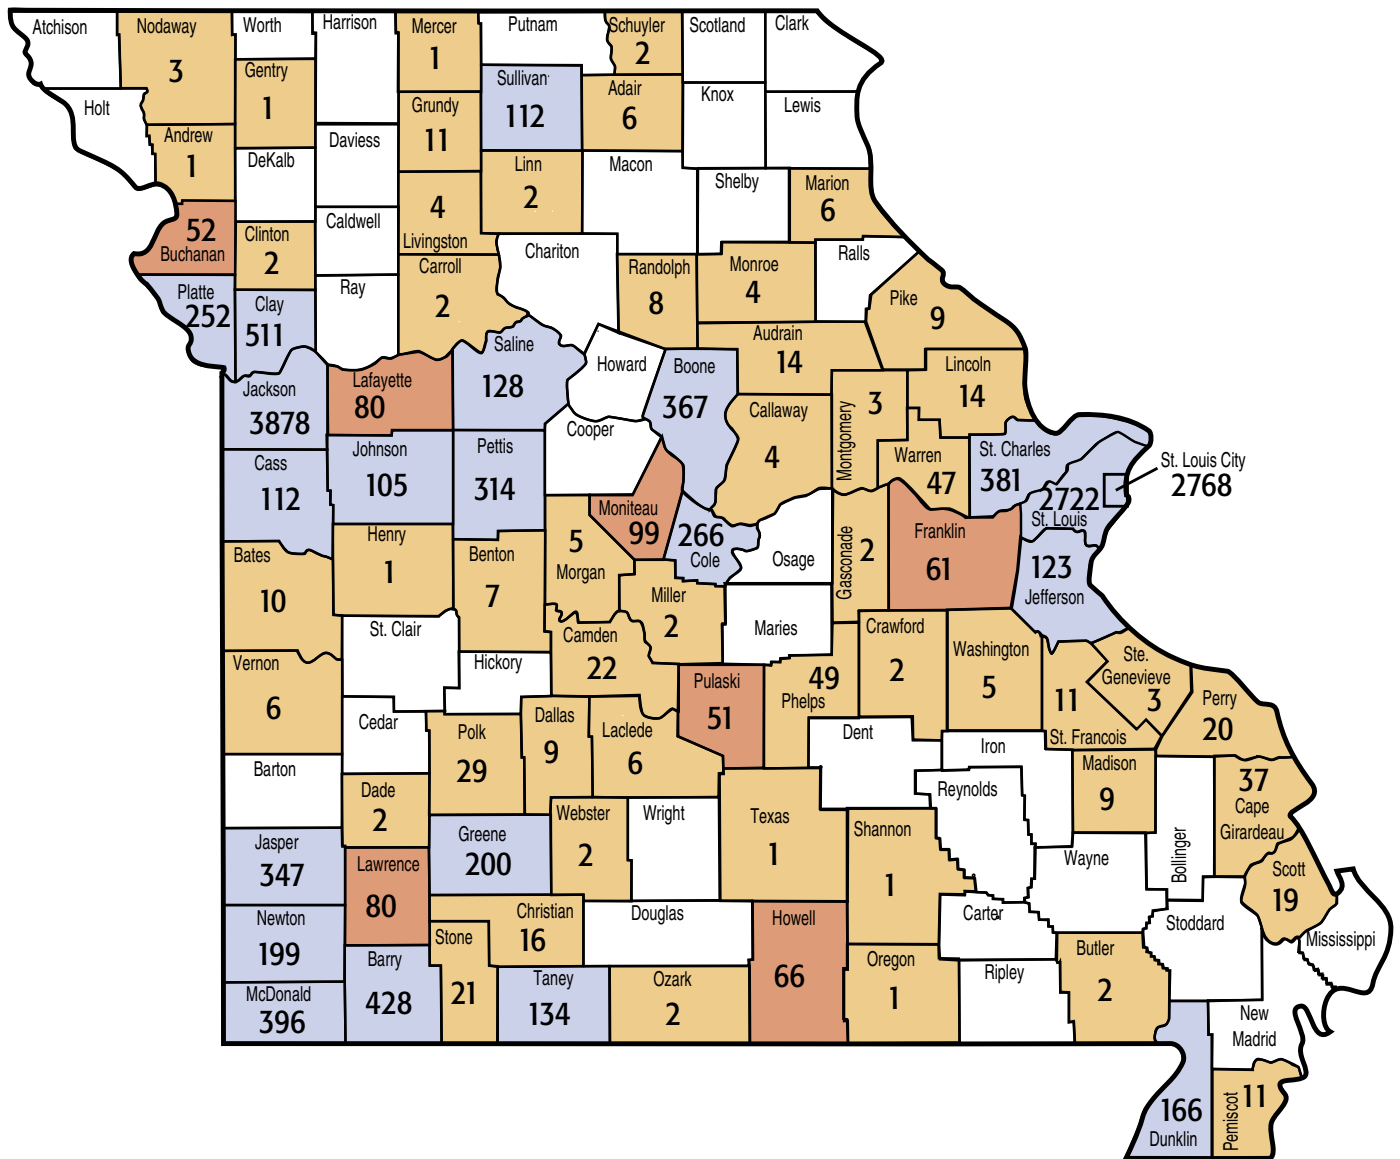 Atchison
Nodaway
3
Worth
Harrison
Mercer
1
Putnam
Schuyler
2
Scotland
Clark
Holt
Gentry
1
Grundy
11
Sullivan
112
Adair
6
Knox
Lewis
Andrew
1
DeKalb
Daviess
Linn
2
Macon
Shelby
Marion
6
52
Buchanan
Clinton
2
Caldwell
4
Livingston
Chariton
Randolph
8
Monroe
4
Ralls
Platte
252
Clay
511
Ray
Carroll
2
Pike
9
Audrain
14
Jackson
3878
Lafayette
80
Saline
128
Howard
Boone
367
Callaway
4
Montgomery
3
Lincoln
14
Cass
112
Johnson
105
Pettis
314
Cooper
Moniteau
99
266
Cole
Osage
Warren
47
St. Charles
381
2722
St. Louis
St. Louis City
2768
Bates
10
Henry
1
Benton
7
5
Morgan
Miller
2
Maries
Gasconade
2
Franklin
61
123
Jefferson
Vernon
6
St. Clair
Hickory
Camden
22
Pulaski
51
49
Phelps
Crawford
2
Washington
5
11
St. Francois
Ste.
Genevieve
3
Perry
20
Barton
Cedar
Polk
29
Dallas
9
Laclede
6
Dent
Iron
Reynolds
Madison
9
Bollinger
37
Cape
Girardeau
Jasper
347
Dade
2
Greene
200
Webster
2
Wright
Texas
1
Shannon
1
Wayne
Scott
19
Newton
199
Lawrence
80
Christian
16
Douglas
Howell
66
Carter
Stoddard
Mississippi
McDonald
396
Barry
428
Stone
21
Taney
134
Ozark
2
Oregon
1
Ripley
Butler
2
New
Madrid
166
Dunklin
Pemiscot
11